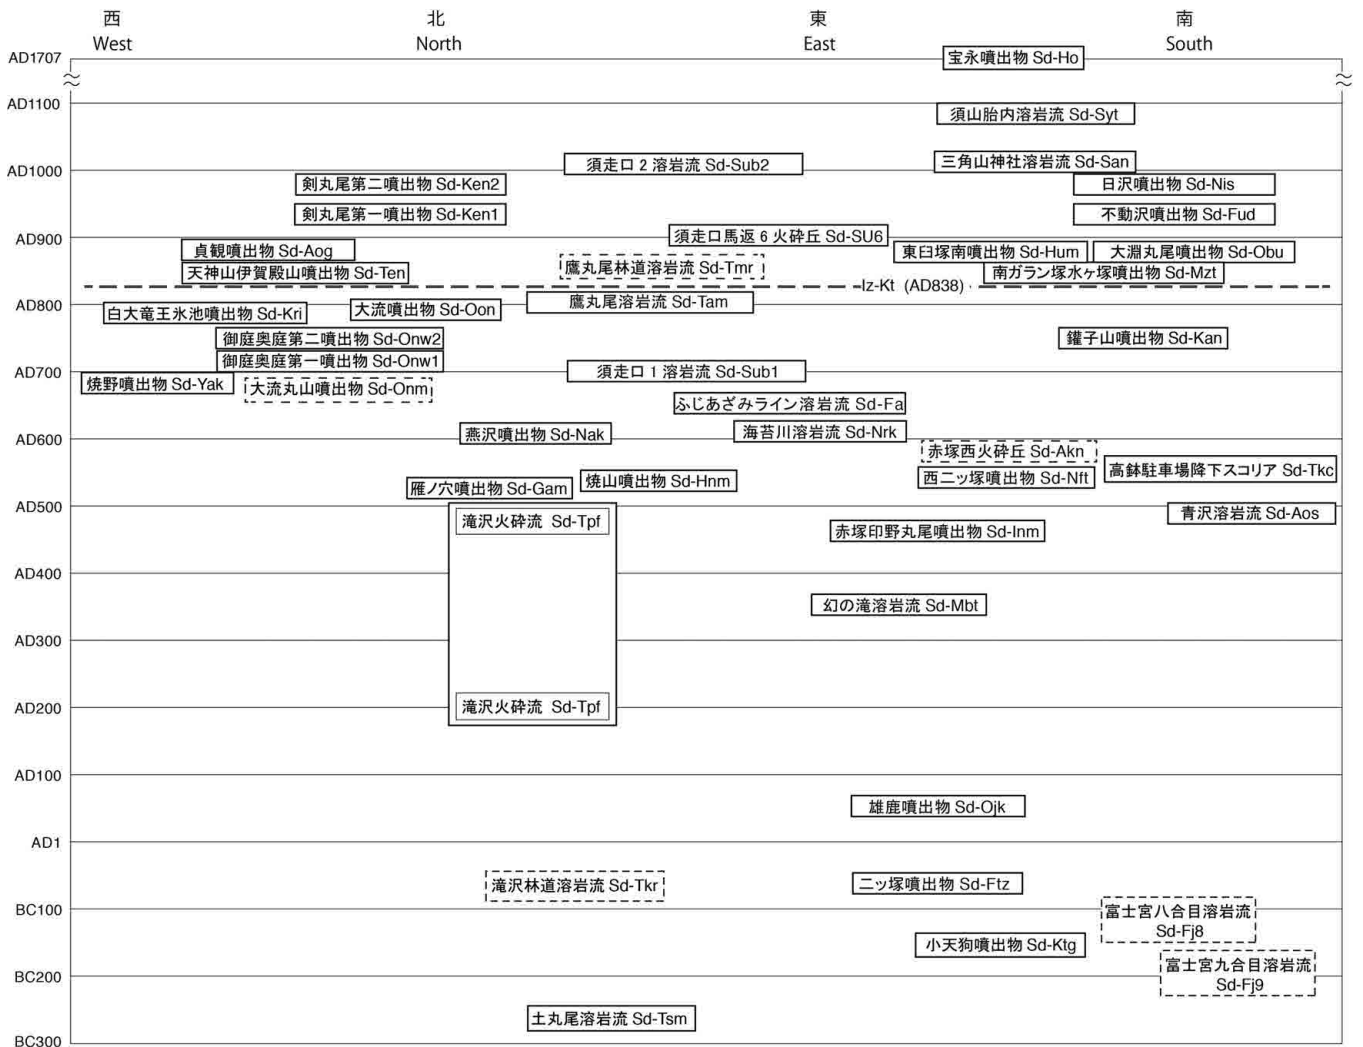 西
北
東
南
West
North
East
South
AD1707
宝永噴出物 Sd-Ho
AD1100
須山胎内溶岩流 Sd-Syt
三角山神社溶岩流 Sd-San
須走口 2 溶岩流 Sd-Sub2
AD1000
剣丸尾第二噴出物 Sd-Ken2
日沢噴出物 Sd-Nis
剣丸尾第一噴出物 Sd-Ken1
不動沢噴出物 Sd-Fud
AD900
須走口馬返 6 火砕丘 Sd-SU6
貞観噴出物 Sd-Aog
東臼塚南噴出物 Sd-Hum
大淵丸尾噴出物 Sd-Obu
天神山伊賀殿山噴出物 Sd-Ten
鷹丸尾林道溶岩流 Sd-Tmr
南ガラン塚水ヶ塚噴出物 Sd-Mzt
Iz-Kt (AD838)
AD800
白大竜王氷池噴出物 Sd-Kri
大流噴出物 Sd-Oon
鷹丸尾溶岩流 Sd-Tam
御庭奥庭第二噴出物 Sd-Onw2
鑵子山噴出物 Sd-Kan
御庭奥庭第一噴出物 Sd-Onw1
AD700
須走口 1 溶岩流 Sd-Sub1
焼野噴出物 Sd-Yak
大流丸山噴出物 Sd-Onm
ふじあざみライン溶岩流 Sd-Fa
AD600
燕沢噴出物 Sd-Nak
海苔川溶岩流 Sd-Nrk
赤塚西火砕丘 Sd-Akn
高鉢駐車場降下スコリア Sd-Tkc
西二ッ塚噴出物 Sd-Nft
雁ノ穴噴出物 Sd-Gam
焼山噴出物 Sd-Hnm
AD500
滝沢火砕流 Sd-Tpf
青沢溶岩流 Sd-Aos
赤塚印野丸尾噴出物 Sd-Inm
AD400
幻の滝溶岩流 Sd-Mbt
AD300
AD200
滝沢火砕流 Sd-Tpf
AD100
雄鹿噴出物 Sd-Ojk
AD1
滝沢林道溶岩流 Sd-Tkr
二ッ塚噴出物 Sd-Ftz
BC100
富士宮八合目溶岩流
Sd-Fj8
小天狗噴出物 Sd-Ktg
BC200
富士宮九合目溶岩流
Sd-Fj9
土丸尾溶岩流 Sd-Tsm
BC300